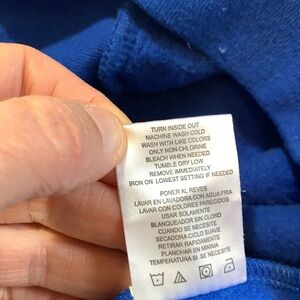 TURN INSIDE OUT
MACHINE WASH COLD
WASH WITH LIKE COLORS
ONLY NON-CHLORINE
BLEACH WHEN NEEDED
TUMBLE DRY LOW
REMOVE IMMEDIATELY
IRON ON LOWEST SETTING IF NEEDED
PONER AL REVES
LAVAR EN LAVADORA CON AGUA FRIA
LAVAR CON COLORES PARECIDOS
USAR SOLAMENTE
BLANQUEADOR SIN CLORO
CUANDO SE NECESITE
SECADORA CICLO SUAVE
RETIRAR RAPIDAMENTE
PLANCHAR EN MINIMA
TEMPERATURA SI SE NECESITE